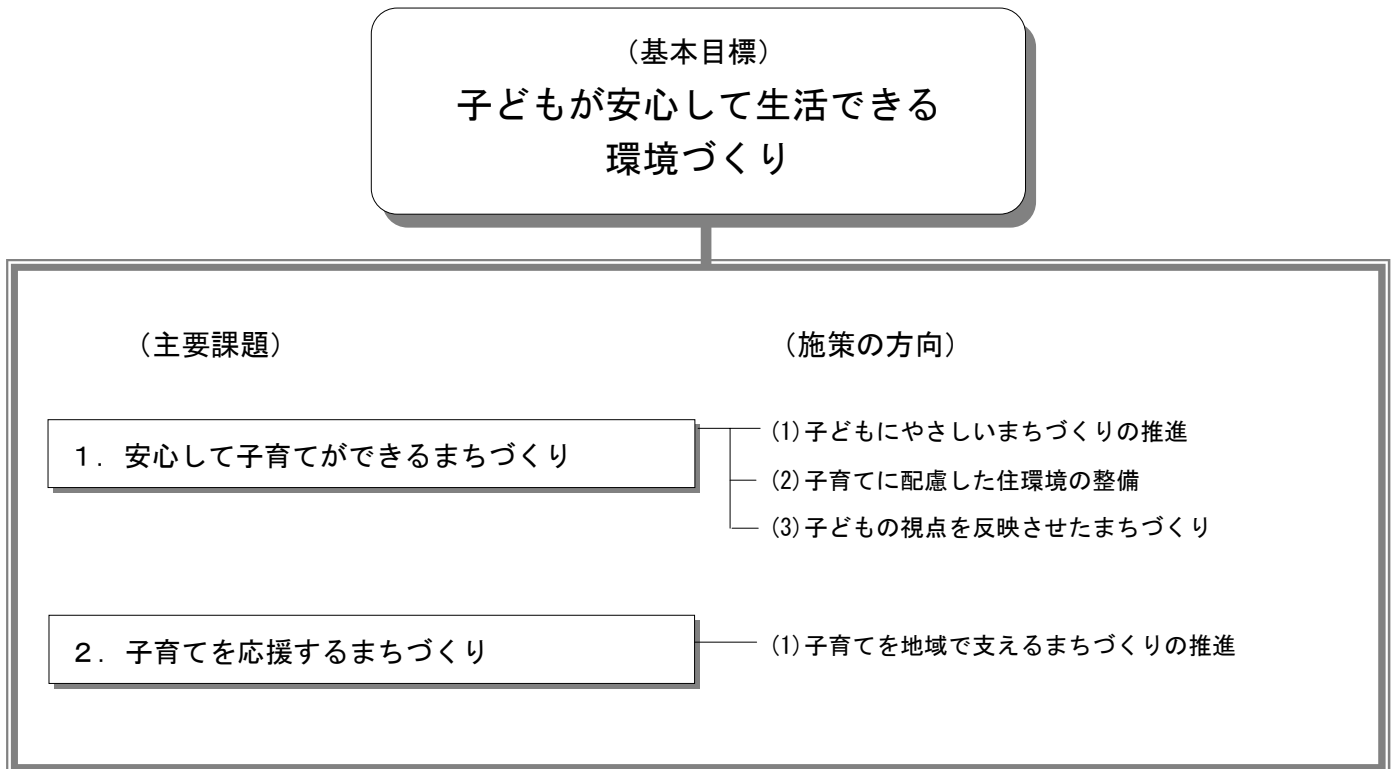 （基本目標）
子どもが安心して生活できる
環境づくり
（主要課題）
（施策の方向）
１．安心して子育てができるまちづくり
(1)子どもにやさしいまちづくりの推進
(2)子育てに配慮した住環境の整備
(3)子どもの視点を反映させたまちづくり
２．子育てを応援するまちづくり
(1)子育てを地域で支えるまちづくりの推進